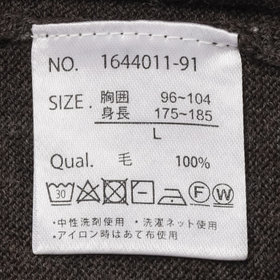 NO. 1644011-91
SIZE. 胸囲 96~104
身長 175~185
L
Qual. 毛 100%
30 F W
・中性洗剤使用 ・洗濯ネット使用
・アイロン時はあて布使用